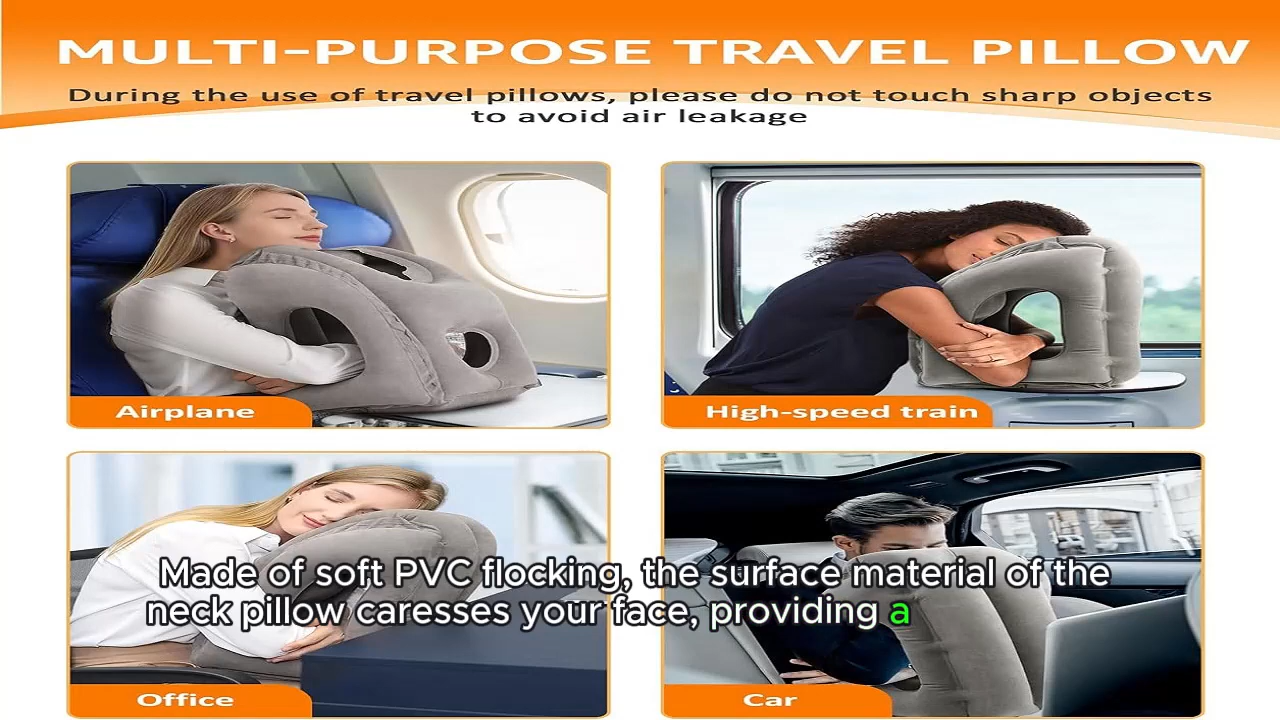 MULTI-PURPOSE TRAVEL PILLOW
During the use of travel pillows, please do not touch sharp objects
to avoid air leakage
Airplane
High-speed train
Made of soft PVC flocking, the surface material of the
neck pillow caresses your face, providing a
Office
Car